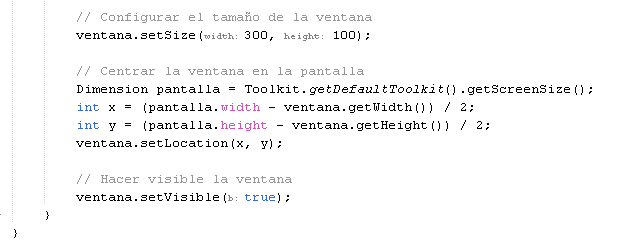 // Configurar el tamaño de la ventana
ventana.setSize(width: 300, height: 100);
// Centrar la ventana en la pantalla
Dimension pantalla = Toolkit.getDefaultToolkit().getScreenSize();
int x = (pantalla.width - ventana.getWidth()) / 2;
int y = (pantalla.height - ventana.getHeight()) / 2;
ventana.setLocation(x, y);
// Hacer visible la ventana
ventana.setVisible(b: true);
}
}